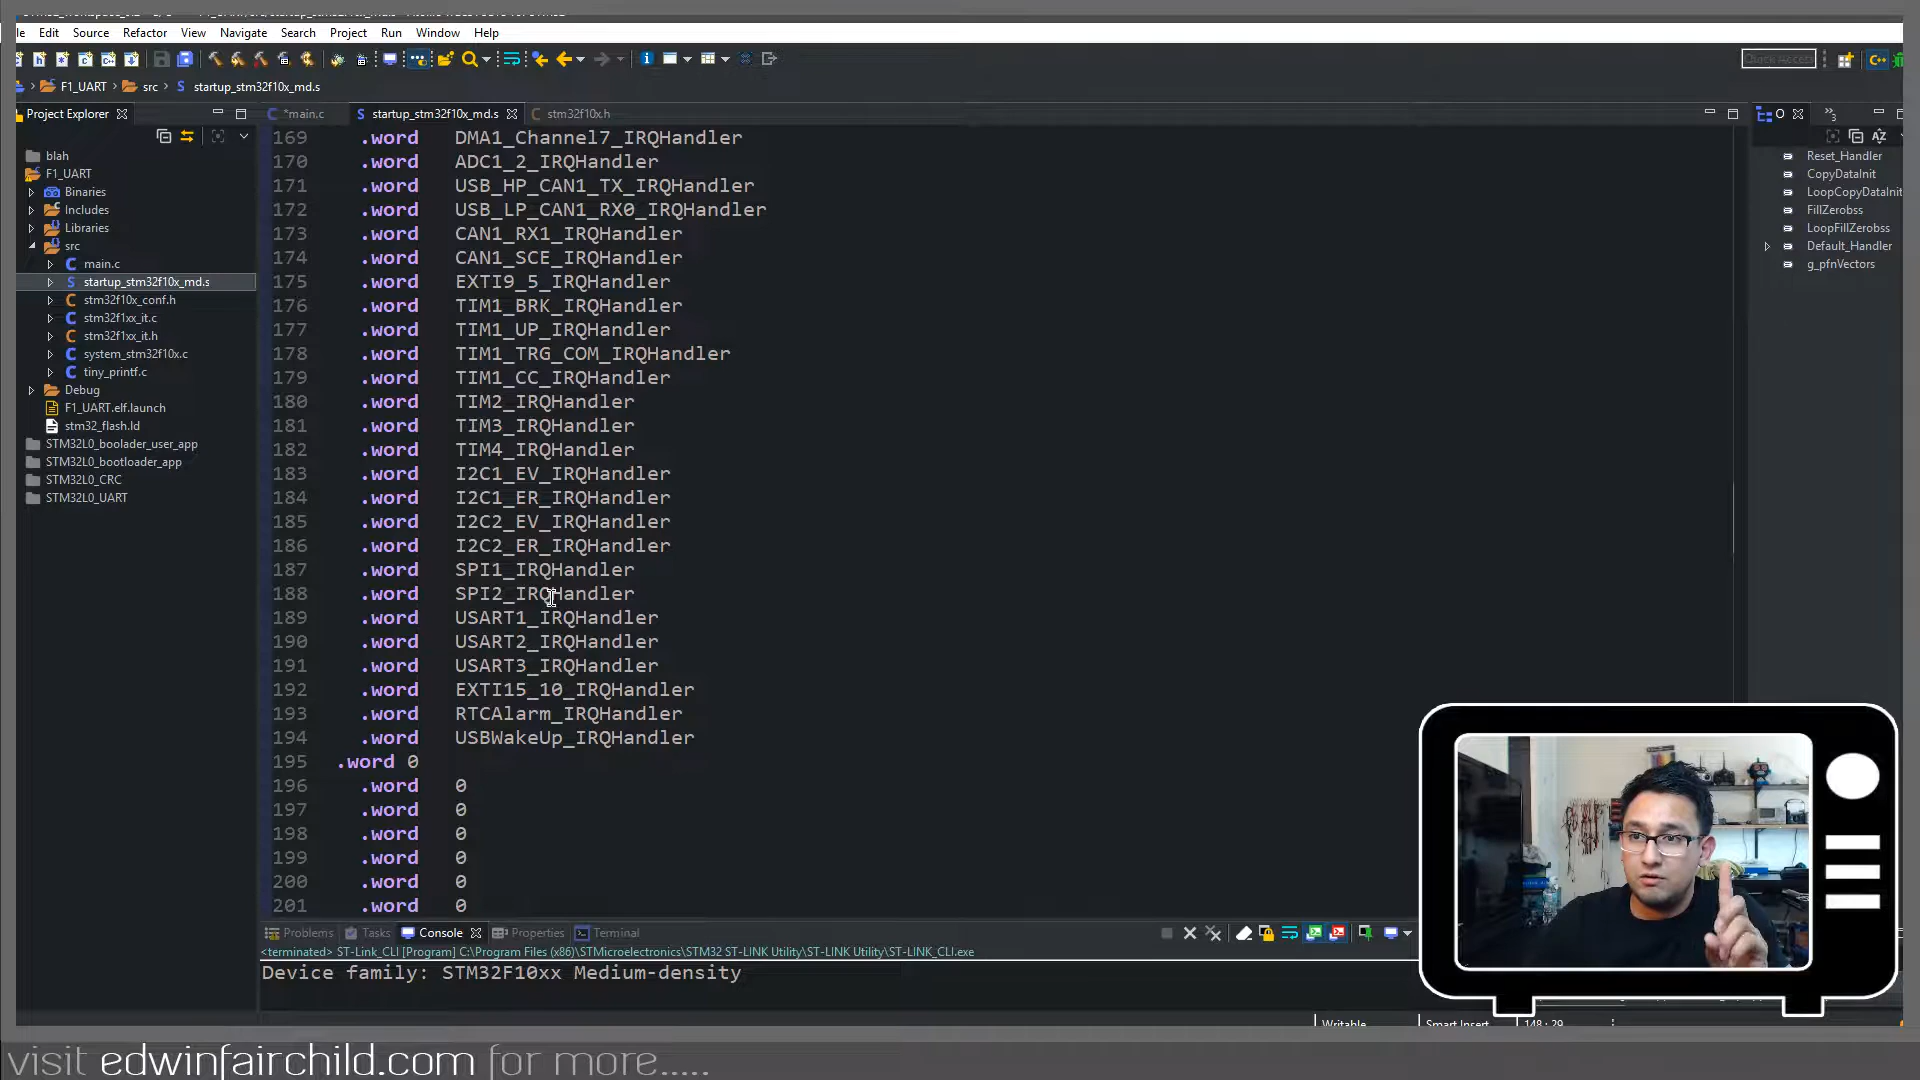 le Edit Source Refactor View Navigate Search Project Run Window Help
F1_UART src startup_stm32f10x_md.s
Project Explorer
*main.c startup_stm32f10x_md.s stm32f10x.h
blah
F1_UART
Binaries
Includes
Libraries
src
main.c
startup_stm32f10x_md.s
stm32f10x_conf.h
stm32f1xx_it.c
stm32f1xx_it.h
system_stm32f10x.c
tiny_printf.c
Debug
F1_UART.elf.launch
stm32_flash.ld
STM32L0_boolader_user_app
STM32L0_bootloader_app
STM32L0_CRC
STM32L0_UART
169 .word DMA1_Channel7_IRQHandler
170 .word ADC1_2_IRQHandler
171 .word USB_HP_CAN1_TX_IRQHandler
172 .word USB_LP_CAN1_RX0_IRQHandler
173 .word CAN1_RX1_IRQHandler
174 .word CAN1_SCE_IRQHandler
175 .word EXTI9_5_IRQHandler
176 .word TIM1_BRK_IRQHandler
177 .word TIM1_UP_IRQHandler
178 .word TIM1_TRG_COM_IRQHandler
179 .word TIM1_CC_IRQHandler
180 .word TIM2_IRQHandler
181 .word TIM3_IRQHandler
182 .word TIM4_IRQHandler
183 .word I2C1_EV_IRQHandler
184 .word I2C1_ER_IRQHandler
185 .word I2C2_EV_IRQHandler
186 .word I2C2_ER_IRQHandler
187 .word SPI1_IRQHandler
188 .word SPI2_IRQHandler
189 .word USART1_IRQHandler
190 .word USART2_IRQHandler
191 .word USART3_IRQHandler
192 .word EXTI15_10_IRQHandler
193 .word RTCAlarm_IRQHandler
194 .word USBWakeUp_IRQHandler
195 .word 0
196 .word 0
197 .word 0
198 .word 0
199 .word 0
200 .word 0
201 .word 0
O
AZ
Reset_Handler
CopyDataInit
LoopCopyDataInit
FillZerobss
LoopFillZerobss
Default_Handler
g_pfnVectors
Problems Tasks Console Properties Terminal
<terminated> ST-Link_CLI [Program] C:\Program Files (x86)\STMicroelectronics\STM32 ST-LINK Utility\ST-LINK Utility\ST-LINK_CLI.exe
Device family: STM32F10xx Medium-density
Writable Smart Insert 148 : 29
visit edwinfairchild.com for more.....